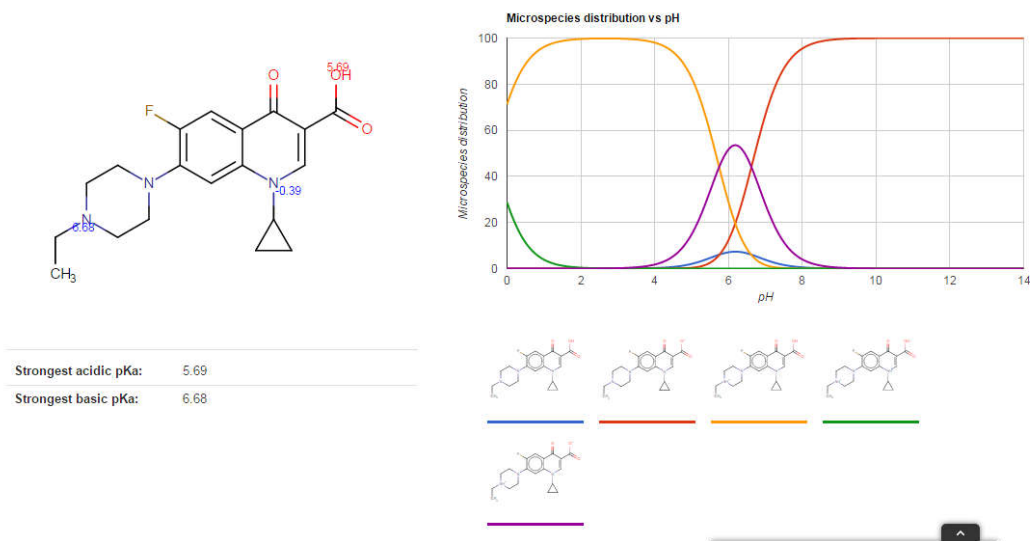 Microspecies distribution vs pH
100
80
60
40
20
0
Microspecies distribution
0 2 4 6 8 10 12 14
pH
5.69
OH
O
O
F
N
N
-0.39
N
6.68
CH3
Strongest acidic pKa: 5.69
Strongest basic pKa: 6.68